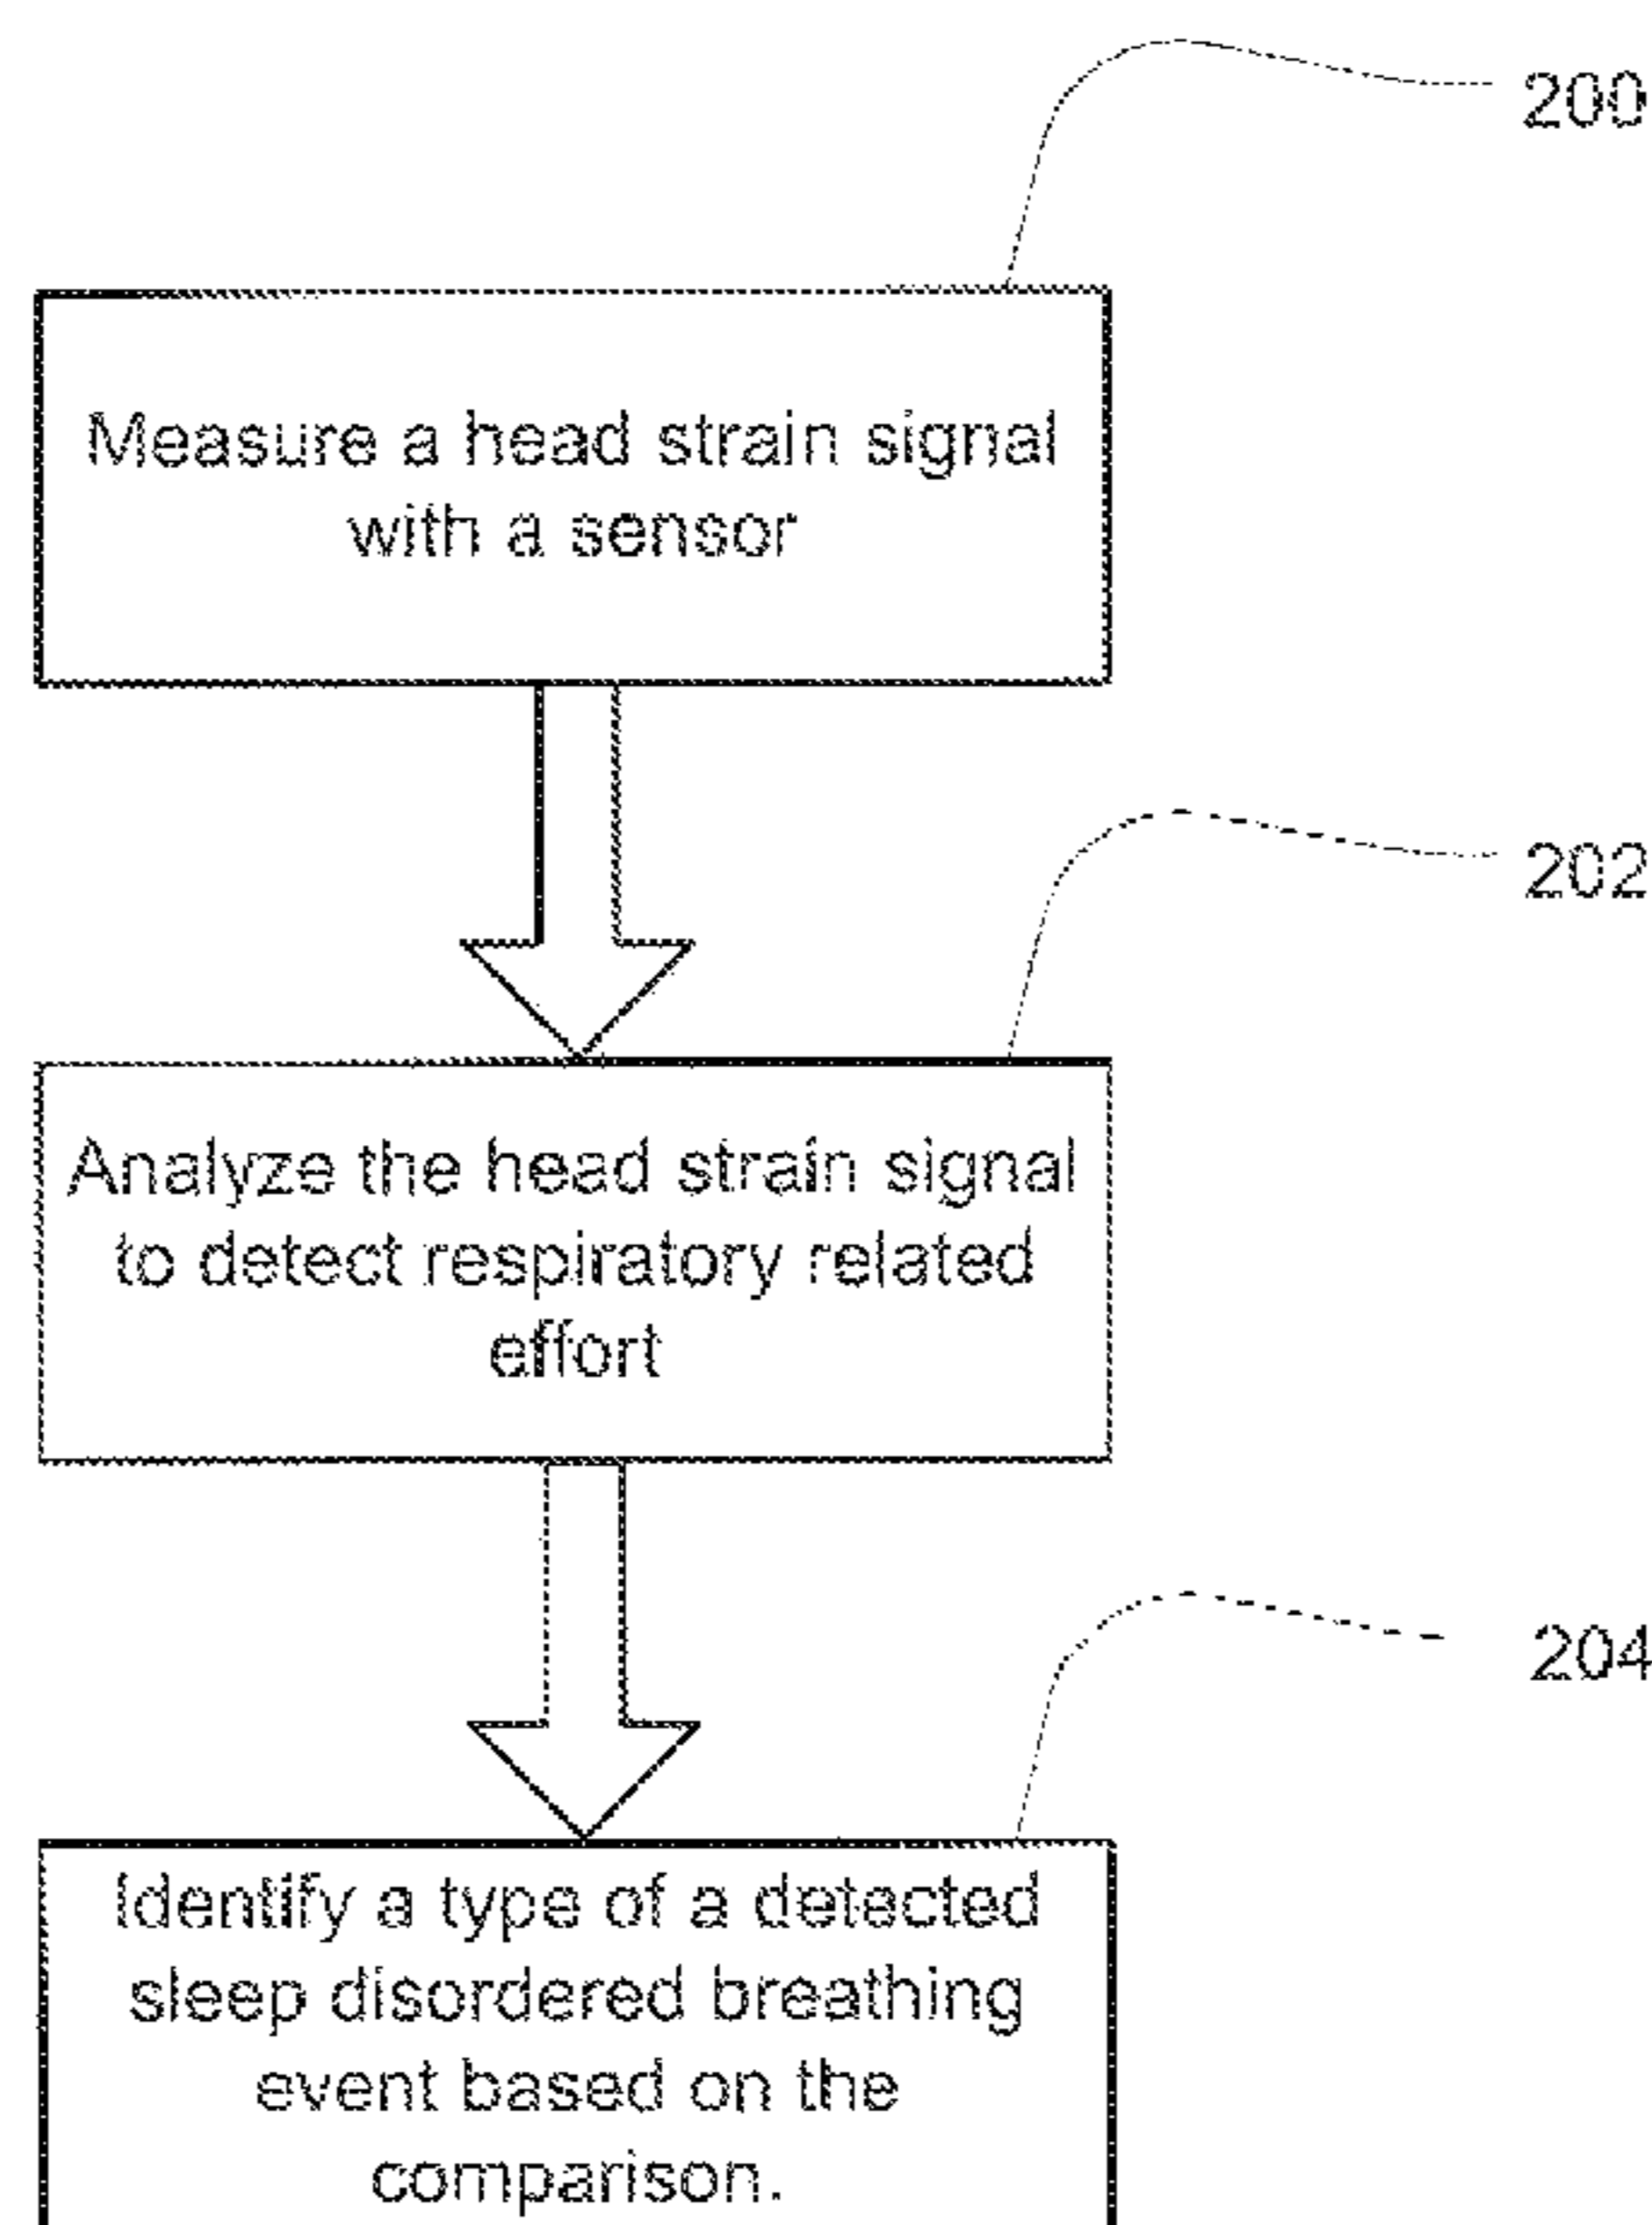 200
Measure a head strain signal
with a sensor
202
Analyze the head strain signal
to detect respiratory related
effort
204
Identify a type of a detected
sleep disordered breathing
event based on the
comparison.